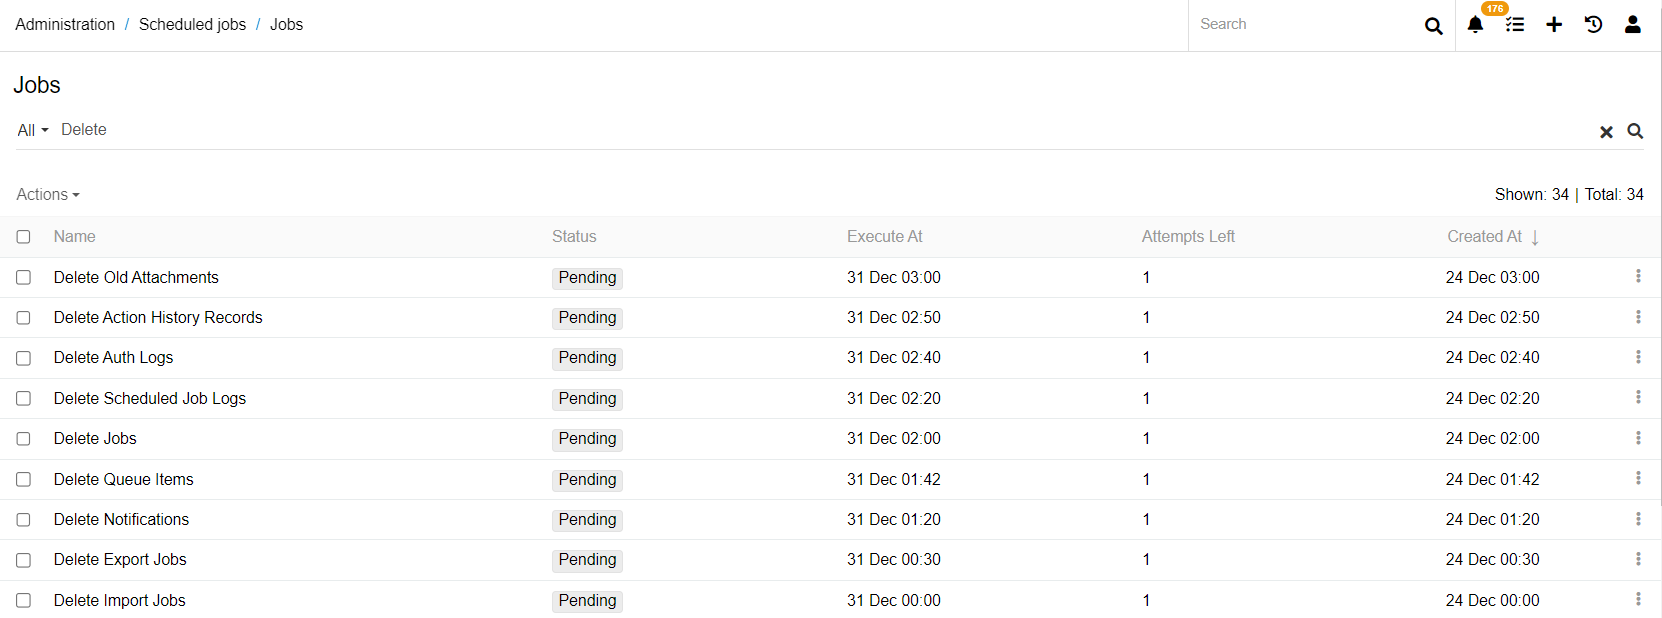 Administration / Scheduled jobs / Jobs Search 176
Jobs
All Delete
Actions Shown: 34 | Total: 34
Name Status Execute At Attempts Left Created At ↓
Delete Old Attachments Pending 31 Dec 03:00 1 24 Dec 03:00
Delete Action History Records Pending 31 Dec 02:50 1 24 Dec 02:50
Delete Auth Logs Pending 31 Dec 02:40 1 24 Dec 02:40
Delete Scheduled Job Logs Pending 31 Dec 02:20 1 24 Dec 02:20
Delete Jobs Pending 31 Dec 02:00 1 24 Dec 02:00
Delete Queue Items Pending 31 Dec 01:42 1 24 Dec 01:42
Delete Notifications Pending 31 Dec 01:20 1 24 Dec 01:20
Delete Export Jobs Pending 31 Dec 00:30 1 24 Dec 00:30
Delete Import Jobs Pending 31 Dec 00:00 1 24 Dec 00:00